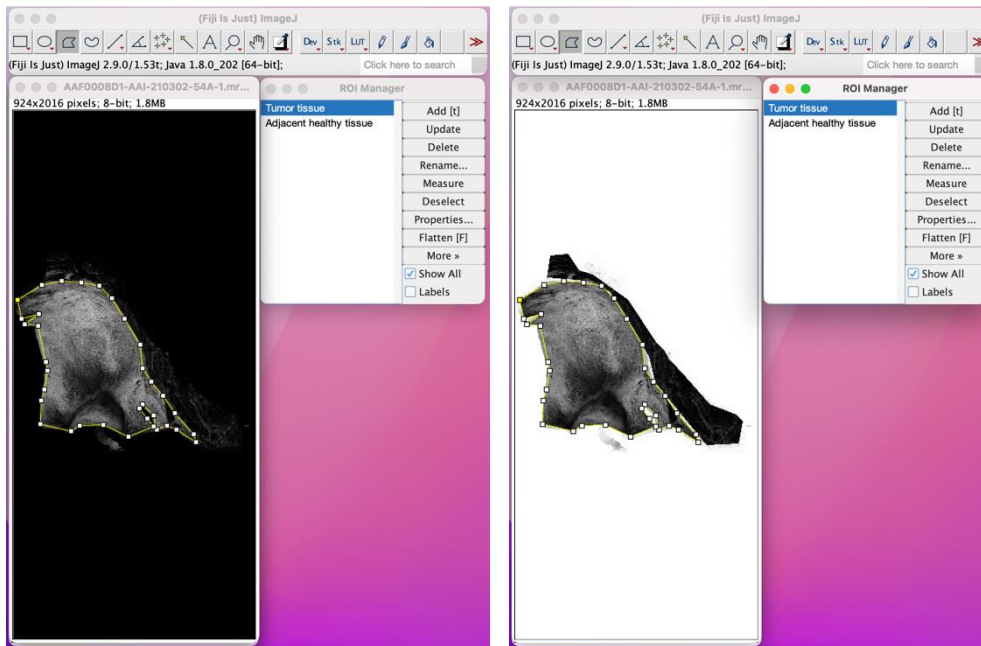 (Fiji Is Just) ImageJ
Dev Stk LUT
(Fiji Is Just) ImageJ 2.9.0/1.53t; Java 1.8.0_202 [64-bit];
Click here to search
AAF0008D1-AAI-210302-54A-1.mr...
924x2016 pixels; 8-bit; 1.8MB
ROI Manager
Tumor tissue
Adjacent healthy tissue
Add [t]
Update
Delete
Rename...
Measure
Deselect
Properties...
Flatten [F]
More »
Show All
Labels
(Fiji Is Just) ImageJ
Dev Stk LUT
(Fiji Is Just) ImageJ 2.9.0/1.53t; Java 1.8.0_202 [64-bit];
Click here to search
AAF0008D1-AAI-210302-54A-1.mr...
924x2016 pixels; 8-bit; 1.8MB
ROI Manager
Tumor tissue
Adjacent healthy tissue
Add [t]
Update
Delete
Rename...
Measure
Deselect
Properties...
Flatten [F]
More »
Show All
Labels